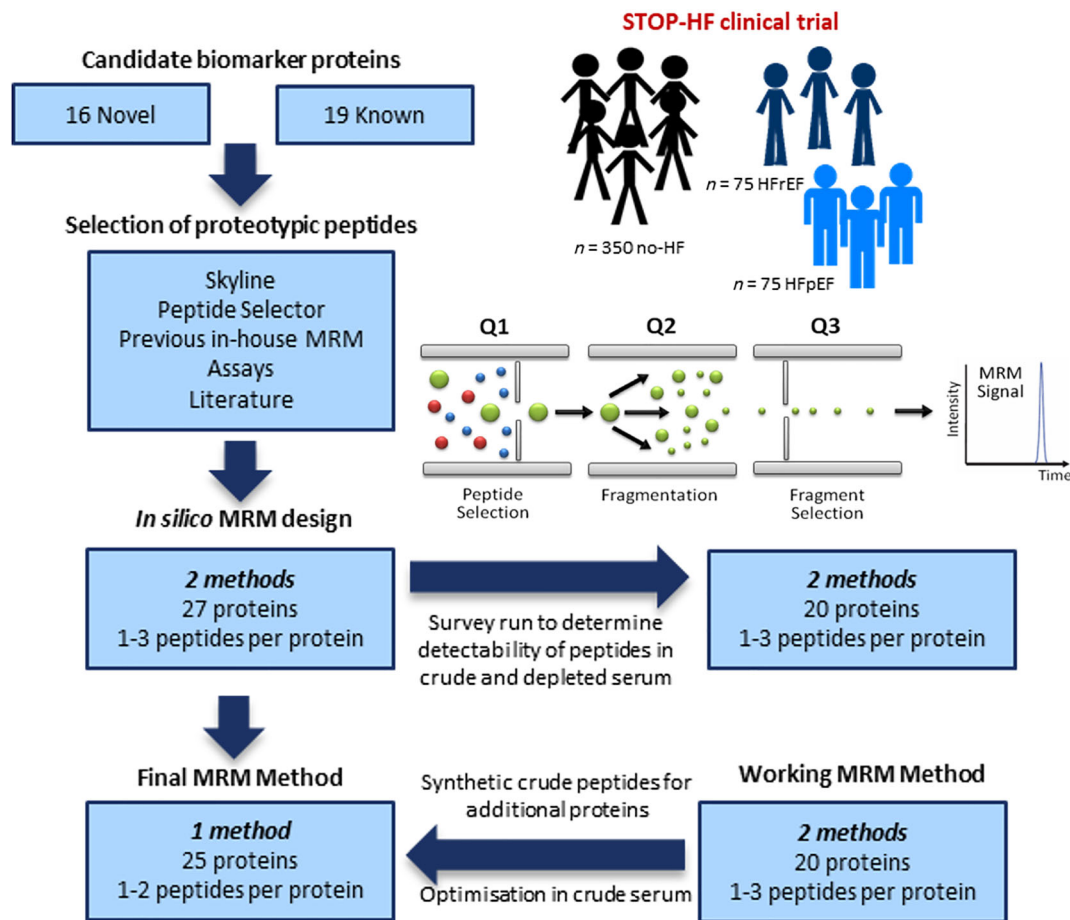 STOP-HF clinical trial
Candidate biomarker proteins
16 Novel
19 Known
n = 75 HFrEF
n = 350 no-HF
n = 75 HFpEF
Selection of proteotypic peptides
Skyline
Peptide Selector
Previous in-house MRM
Assays
Literature
Q1
Q2
Q3
Peptide
Selection
Fragmentation
Fragment
Selection
MRM
Signal
Intensity
Time
In silico MRM design
2 methods
27 proteins
1-3 peptides per protein
Survey run to determine
detectability of peptides in
crude and depleted serum
2 methods
20 proteins
1-3 peptides per protein
Final MRM Method
1 method
25 proteins
1-2 peptides per protein
Synthetic crude peptides for
additional proteins
Optimisation in crude serum
Working MRM Method
2 methods
20 proteins
1-3 peptides per protein